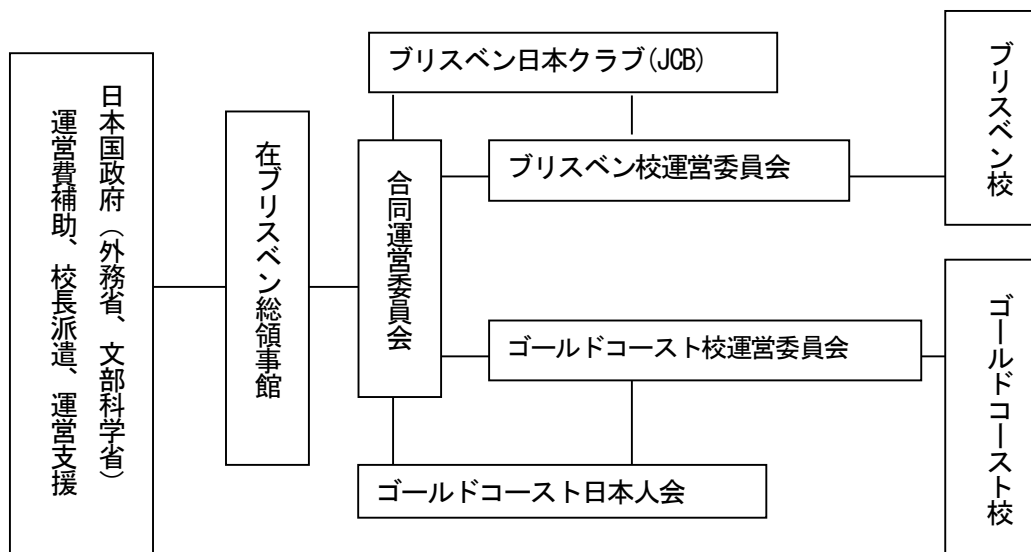 日本国政府（外務省、文部科学省）
運営費補助、校長派遣、運営支援
在ブリスベン総領事館
合同運営委員会
ブリスベン日本クラブ(JCB)
ブリスベン校運営委員会
ブリスベン校
ゴールドコースト校運営委員会
ゴールドコースト日本人会
ゴールドコースト校